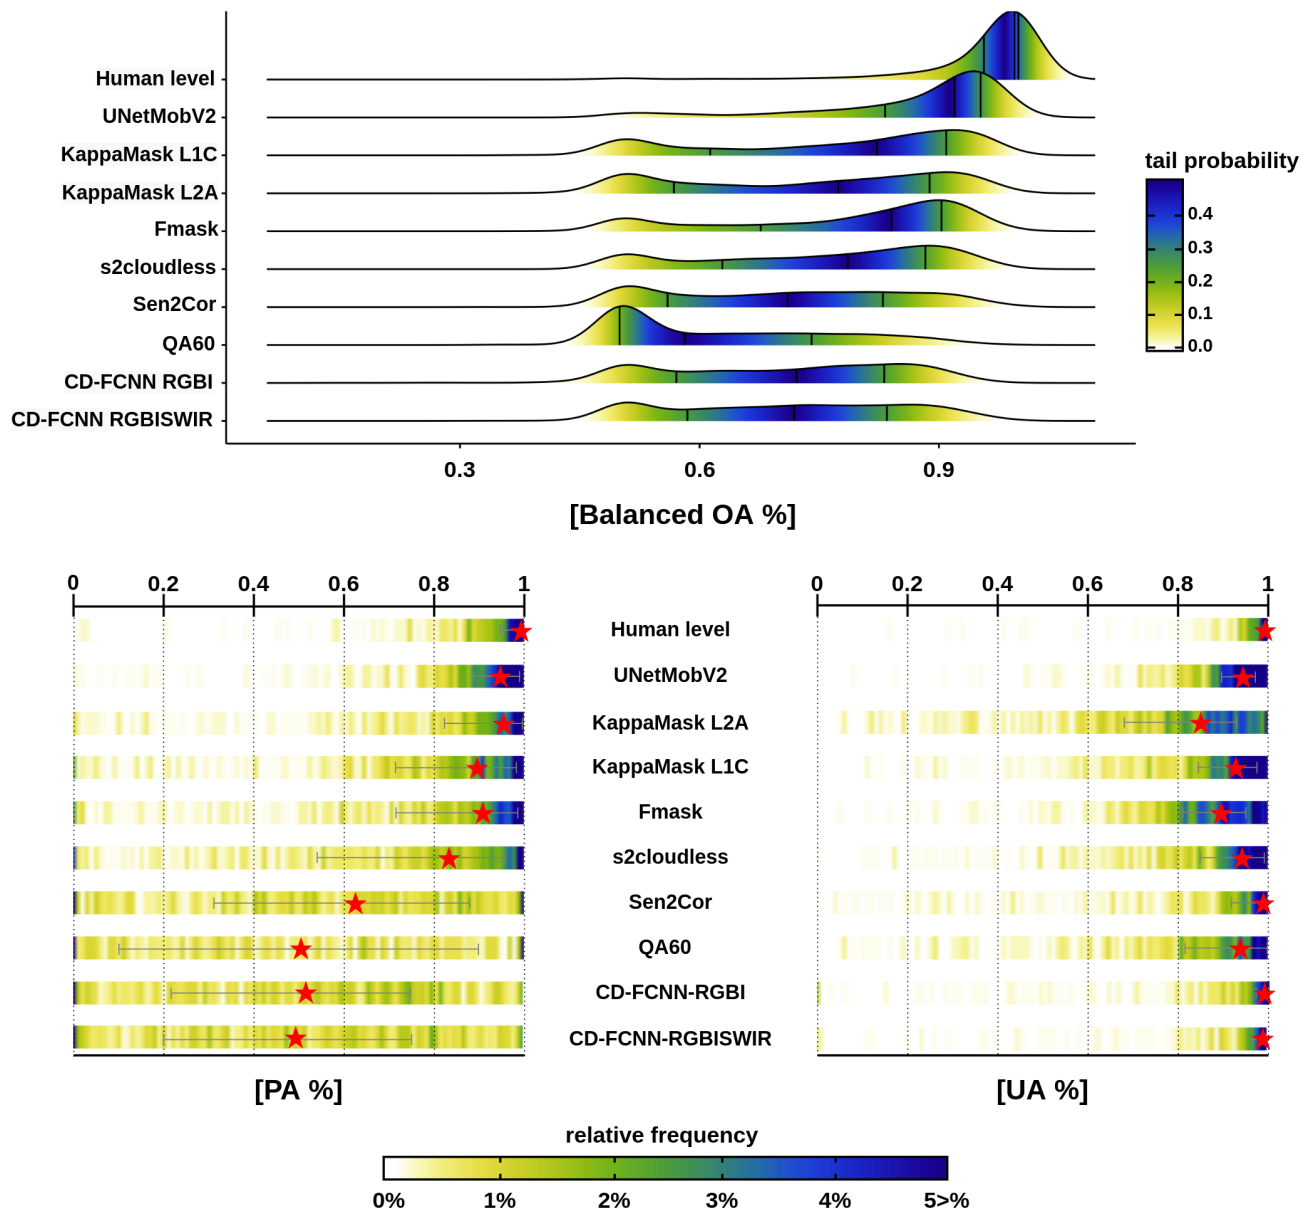 Human level
UNetMobV2
KappaMask L1C
KappaMask L2A
Fmask
s2cloudless
Sen2Cor
QA60
CD-FCNN RGBI
CD-FCNN RGBISWIR
0.3 0.6 0.9
[Balanced OA %]
tail probability
0.4
0.3
0.2
0.1
0.0
0 0.2 0.4 0.6 0.8 1
0 0.2 0.4 0.6 0.8 1
Human level
UNetMobV2
KappaMask L2A
KappaMask L1C
Fmask
s2cloudless
Sen2Cor
QA60
CD-FCNN-RGBI
CD-FCNN-RGBISWIR
[PA %]
[UA %]
relative frequency
0% 1% 2% 3% 4% 5>%